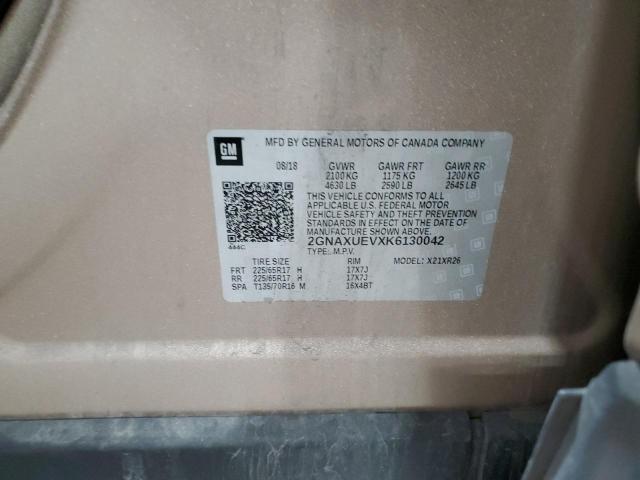 GM
MFD BY GENERAL MOTORS OF CANADA COMPANY
08/18 GVWR GAWR FRT GAWR RR
2100 KG 1175 KG 1200 KG
4630 LB 2590 LB 2645 LB
THIS VEHICLE CONFORMS TO ALL
APPLICABLE U.S. FEDERAL MOTOR
VEHICLE SAFETY AND THEFT PREVENTION
STANDARDS IN EFFECT ON THE DATE OF
MANUFACTURE SHOWN ABOVE.
2GNAXUEVXK6130042
TYPE: M.P.V. MODEL: X21XR26
TIRE SIZE RIM
FRT 225/65R17 H 17X7J
RR 225/65R17 H 17X7J
SPA T135/70R16 M 16X4BT